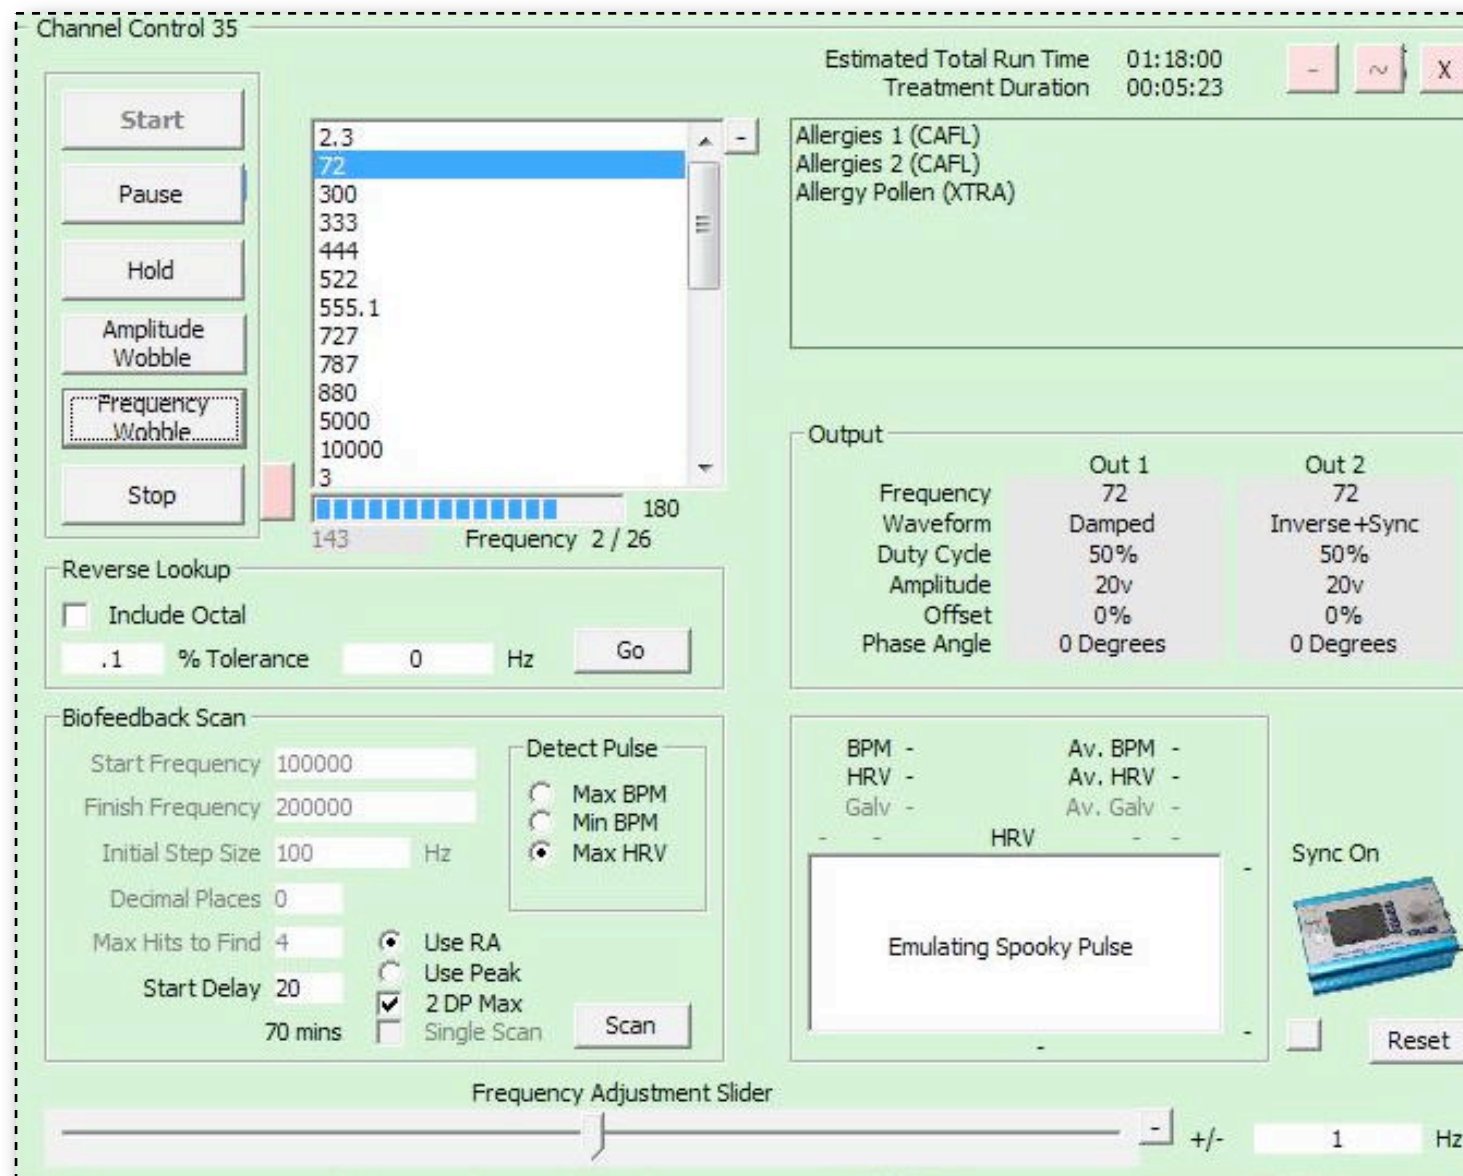 Channel Control 35
Estimated Total Run Time 01:18:00
Treatment Duration 00:05:23
- ~ X
Start
Pause
Hold
Amplitude
Wobble
Frequency
Wobble
Stop
2.3
72
300
333
444
522
555.1
727
787
880
5000
10000
3
-
180
143 Frequency 2 / 26
Allergies 1 (CAFL)
Allergies 2 (CAFL)
Allergy Pollen (XTRA)
Output
Out 1 Out 2
Frequency 72 72
Waveform Damped Inverse+Sync
Duty Cycle 50% 50%
Amplitude 20v 20v
Offset 0% 0%
Phase Angle 0 Degrees 0 Degrees
Reverse Lookup
Include Octal
.1 % Tolerance 0 Hz Go
Biofeedback Scan
Start Frequency 100000
Finish Frequency 200000
Initial Step Size 100 Hz
Decimal Places 0
Max Hits to Find 4
Start Delay 20
70 mins
Detect Pulse
Max BPM
Min BPM
Max HRV
Use RA
Use Peak
2 DP Max
Single Scan
Scan
BPM - Av. BPM -
HRV - Av. HRV -
Galv - Av. Galv -
- - HRV - -
-
Emulating Spooky Pulse
-
-
Sync On
Reset
Frequency Adjustment Slider
- +/- 1 Hz